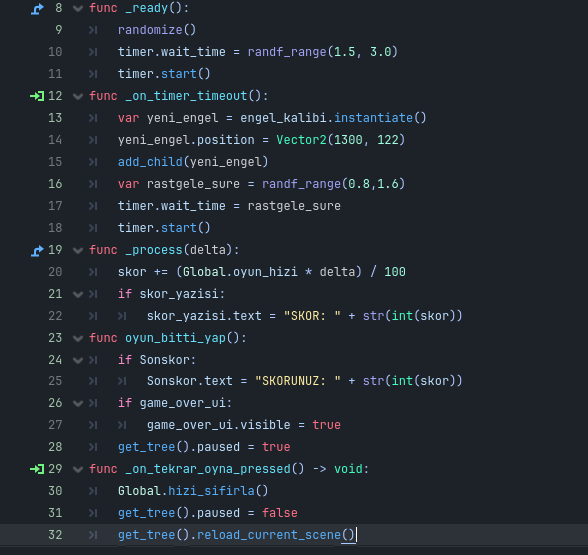 8 func _ready():
9 randomize()
10 timer.wait_time = randf_range(1.5, 3.0)
11 timer.start()
12 func _on_timer_timeout():
13 var yeni_engel = engel_kalibi.instantiate()
14 yeni_engel.position = Vector2(1300, 122)
15 add_child(yeni_engel)
16 var rastgele_sure = randf_range(0.8,1.6)
17 timer.wait_time = rastgele_sure
18 timer.start()
19 func _process(delta):
20 skor += (Global.oyun_hizi * delta) / 100
21 if skor_yazisi:
22 skor_yazisi.text = "SKOR: " + str(int(skor))
23 func oyun_bitti_yap():
24 if Sonskor:
25 Sonskor.text = "SKORUNUZ: " + str(int(skor))
26 if game_over_ui:
27 game_over_ui.visible = true
28 get_tree().paused = true
29 func _on_tekrar_oyna_pressed() -> void:
30 Global.hizi_sifirla()
31 get_tree().paused = false
32 get_tree().reload_current_scene()